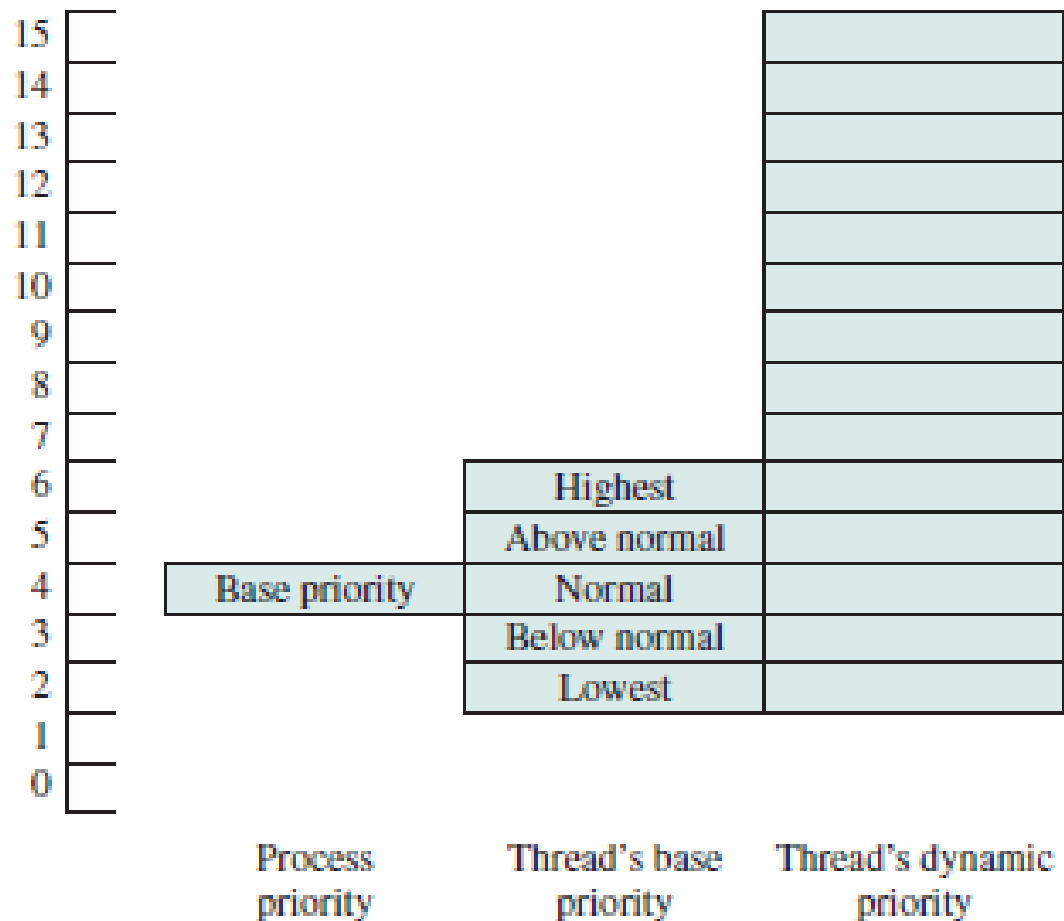 15
14
13
12
11
10
9
8
7
6 Highest
5 Above normal
4 Base priority Normal
3 Below normal
2 Lowest
1
0
Process Thread's base Thread's dynamic
priority priority priority